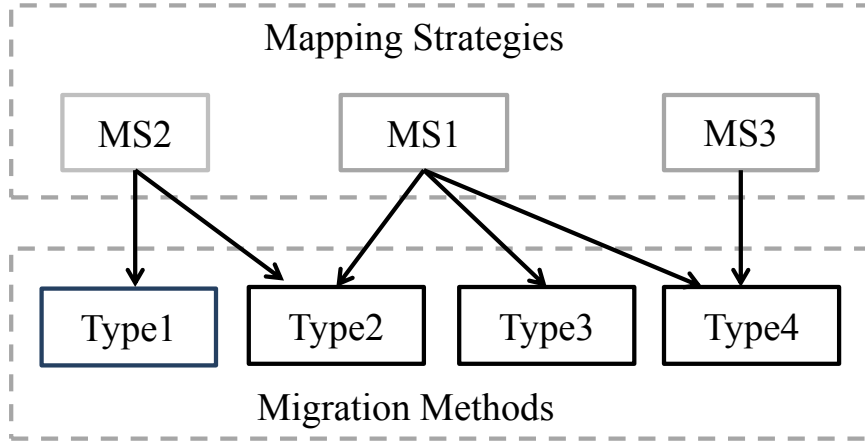 Mapping Strategies
MS2 MS1 MS3
Type1 Type2 Type3 Type4
Migration Methods